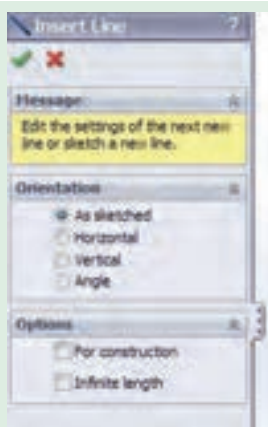 Insert Line
?
Message
Edit the settings of the next new
line or sketch a new line.
Orientation
As sketched
Horizontal
Vertical
Angle
Options
For construction
Infinite length